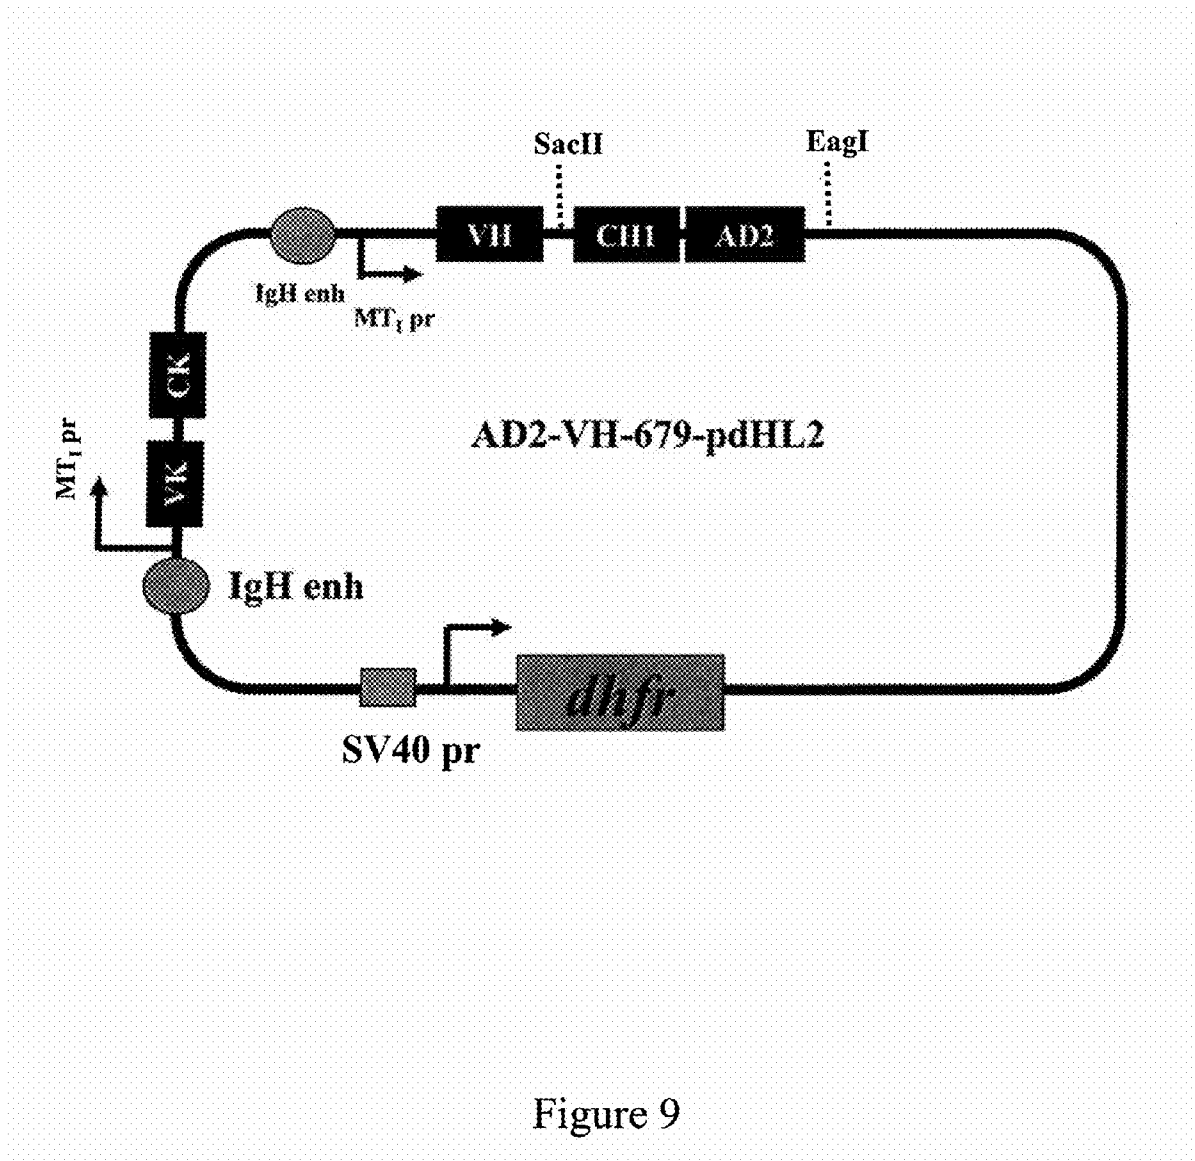 SacII
EagI
VH
CH1
AD2
IgH enh
MTI pr
CK
AD2-VH-679-pdHL2
MTI pr
VK
IgH enh
dhfr
SV40 pr
Figure 9